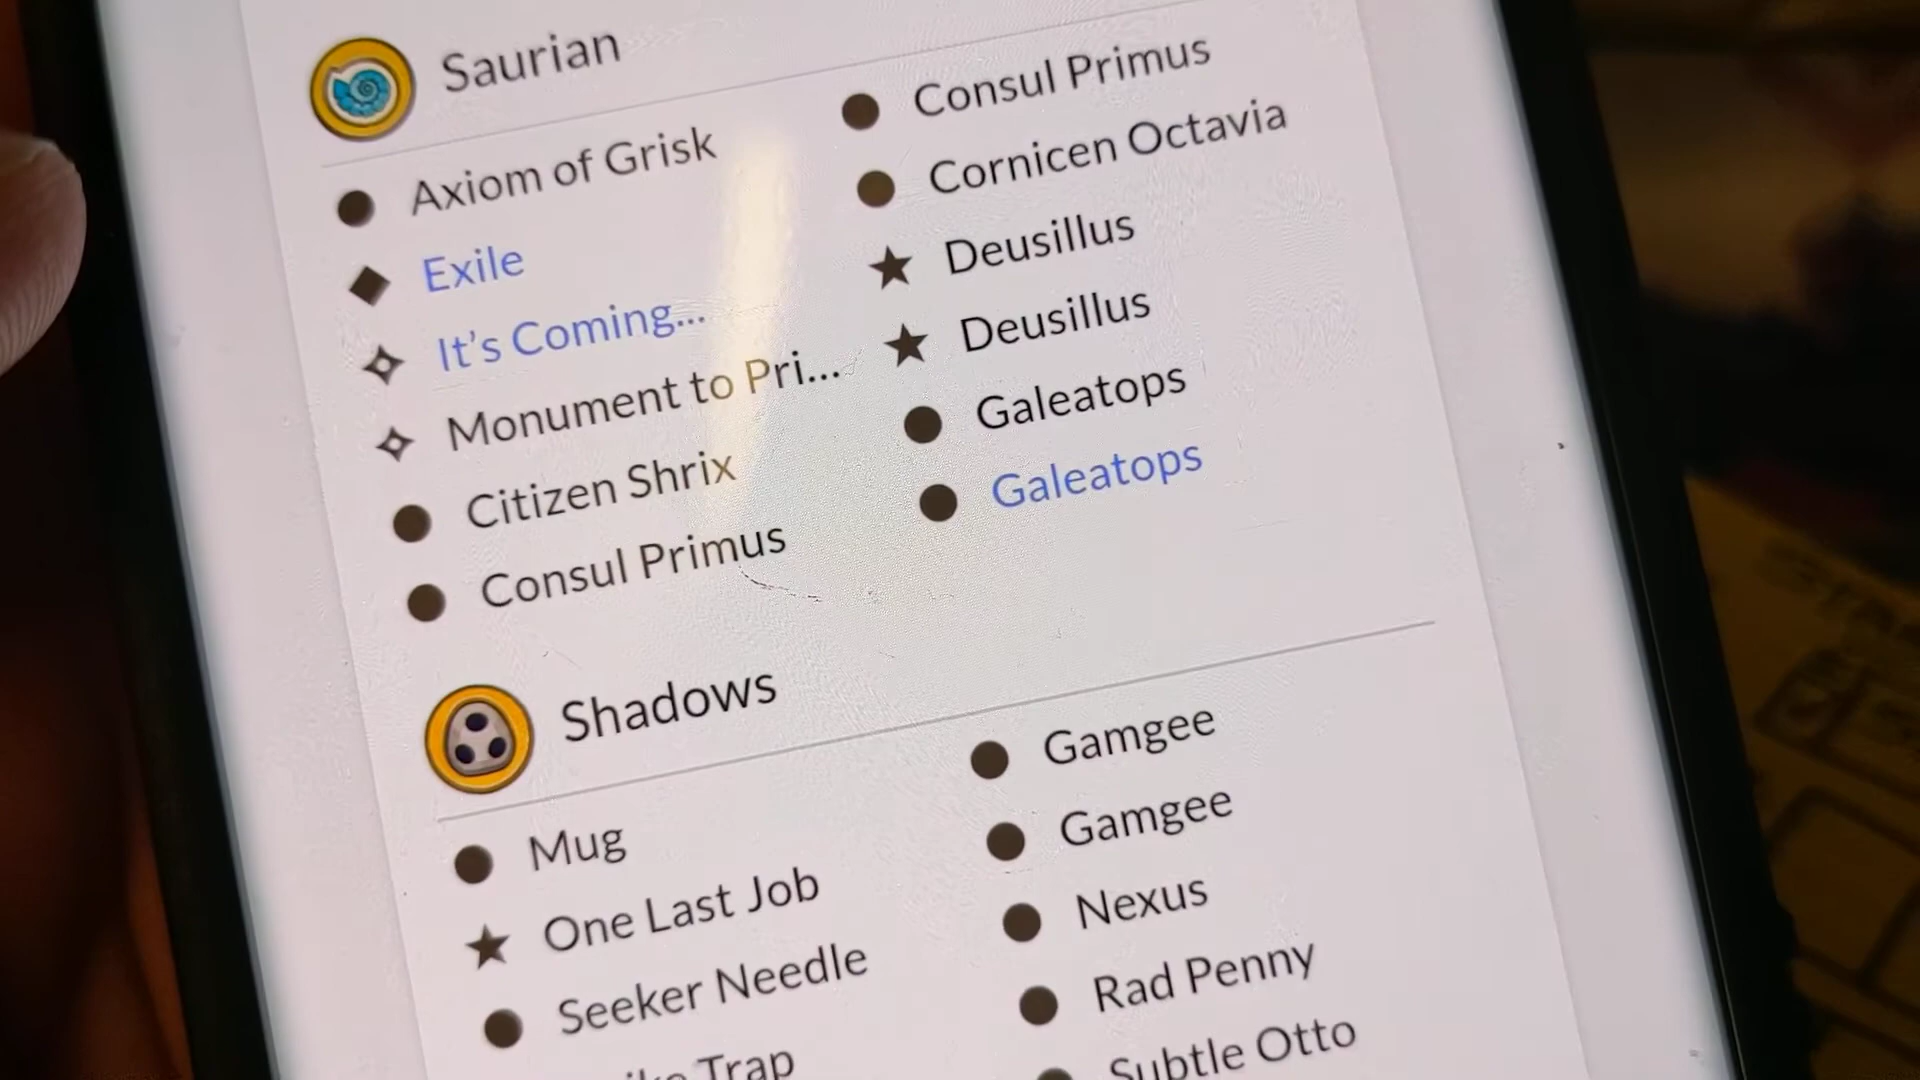 Saurian
Axiom of Grisk
Exile
It's Coming...
Monument to Pri...
Citizen Shrix
Consul Primus
Consul Primus
Cornicen Octavia
Deusillus
Deusillus
Galeatops
Galeatops
Shadows
Mug
One Last Job
Seeker Needle
Trap
Gamgee
Gamgee
Nexus
Rad Penny
Subtle Otto